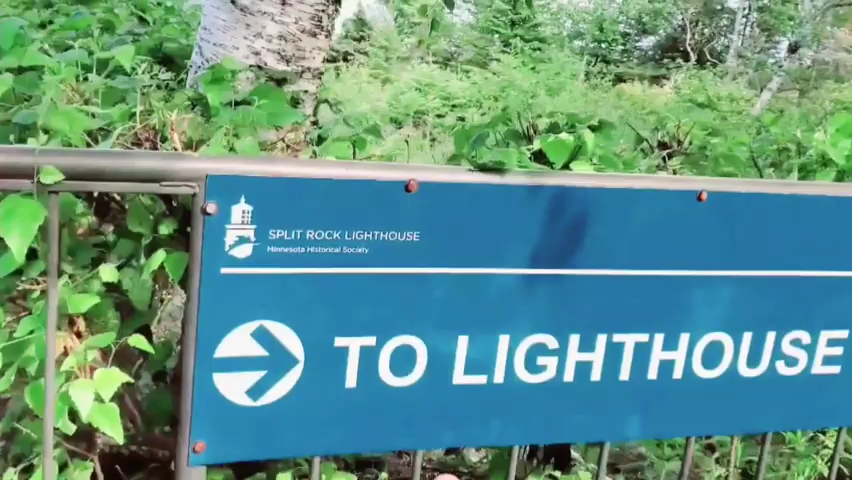 SPLIT ROCK LIGHTHOUSE
Minnesota Historical Society
TO LIGHTHOUSE